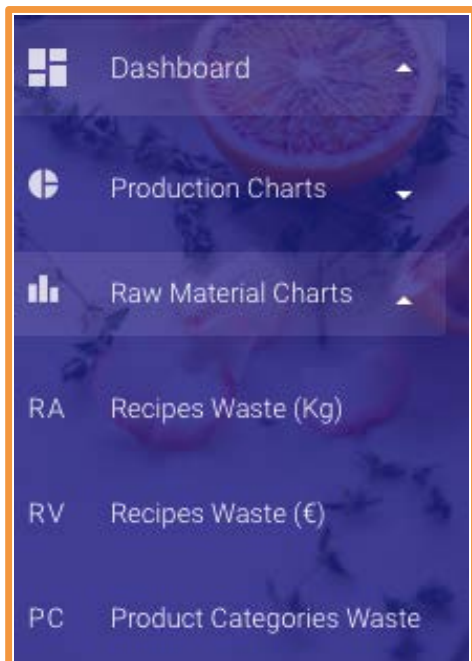 Dashboard
Production Charts
Raw Material Charts
RA Recipes Waste (Kg)
RV Recipes Waste (€)
PC Product Categories Waste